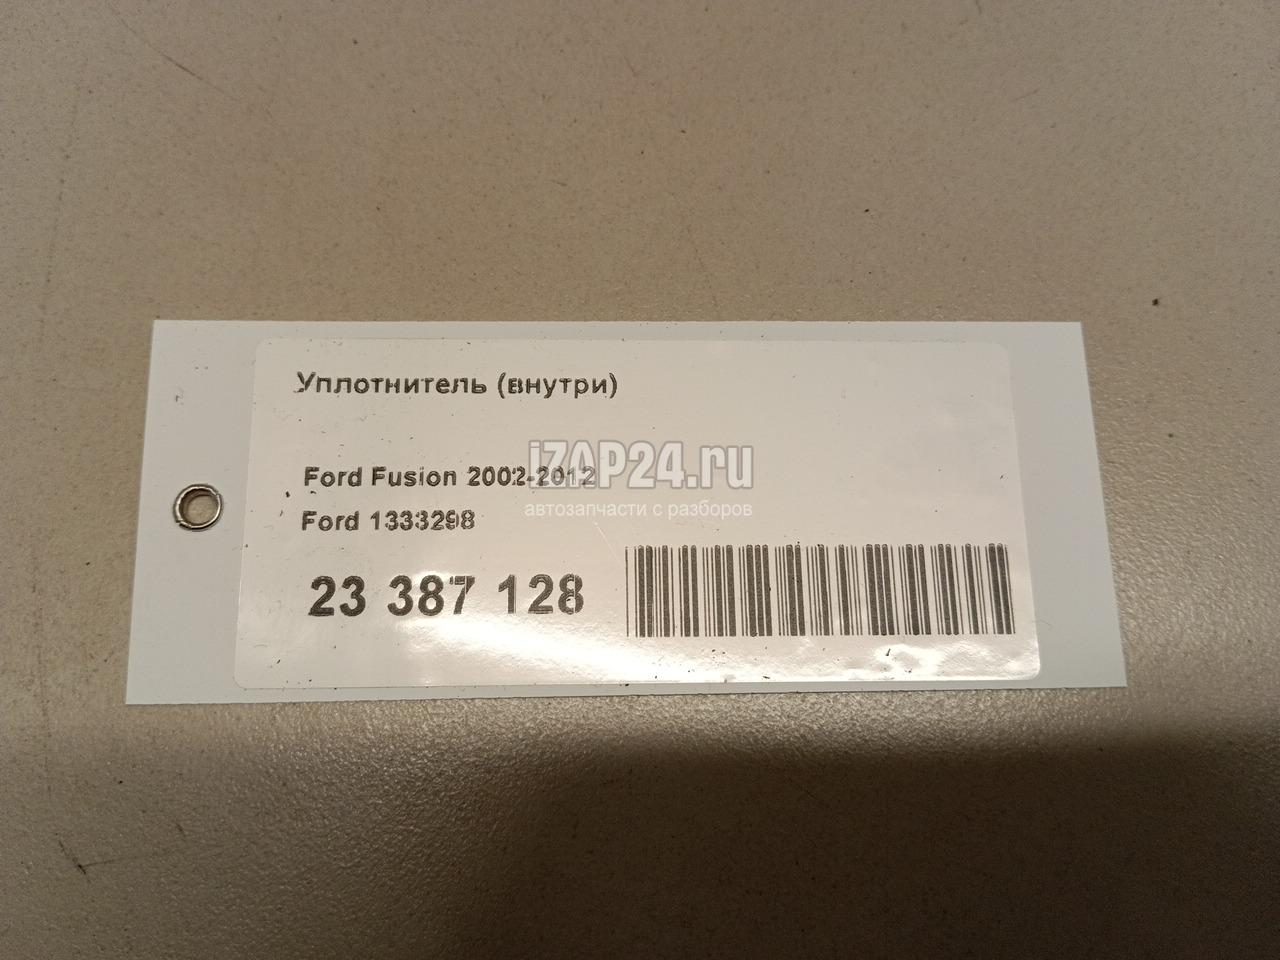 Уплотнитель (внутри)
iZAP24.ru
Ford Fusion 2002-2012
автозапчасти с разборов
Ford 1333298
23 387 128